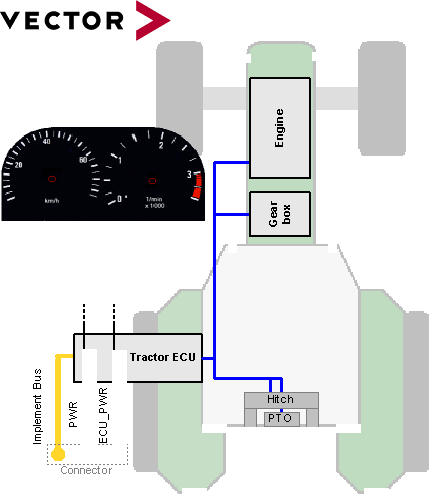 VECTOR
Engine
20
40
60
km/h
0
1
2
3
1/min
x 1000
Gear
box
Tractor ECU
Implement Bus
PWR
ECU_PWR
Hitch
PTO
Connector